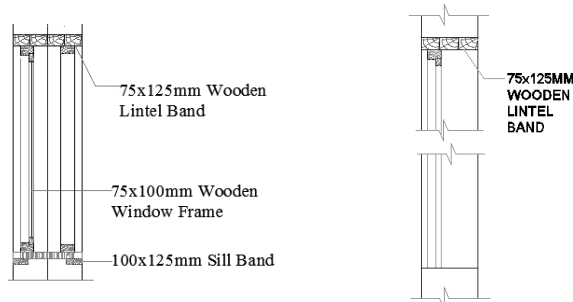 75x125mm Wooden
Lintel Band
75x100mm Wooden
Window Frame
100x125mm Sill Band
75x125MM
WOODEN
LINTEL
BAND